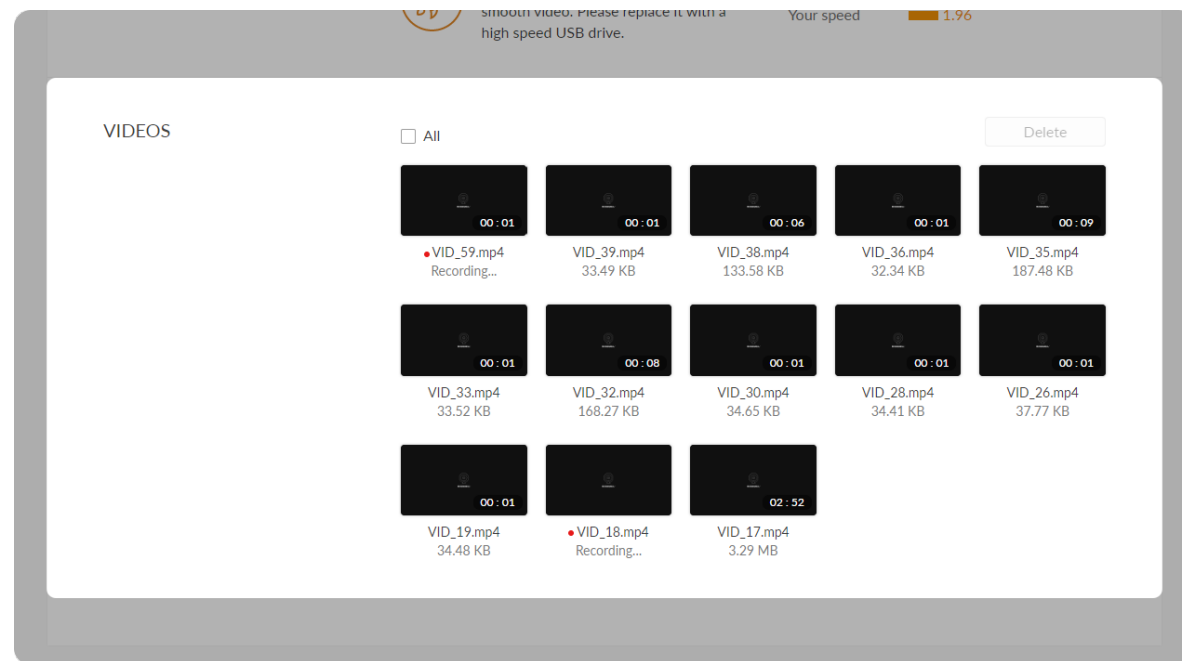 smooth video. Please replace it with a
high speed USB drive.
Your speed
1.96
VIDEOS
All
Delete
00 : 01
00 : 01
00 : 06
00 : 01
00 : 09
VID_59.mp4
VID_39.mp4
VID_38.mp4
VID_36.mp4
VID_35.mp4
Recording...
33.49 KB
133.58 KB
32.34 KB
187.48 KB
00 : 01
00 : 08
00 : 01
00 : 01
00 : 01
VID_33.mp4
VID_32.mp4
VID_30.mp4
VID_28.mp4
VID_26.mp4
33.52 KB
168.27 KB
34.65 KB
34.41 KB
37.77 KB
00 : 01
02 : 52
VID_19.mp4
VID_18.mp4
VID_17.mp4
34.48 KB
Recording...
3.29 MB